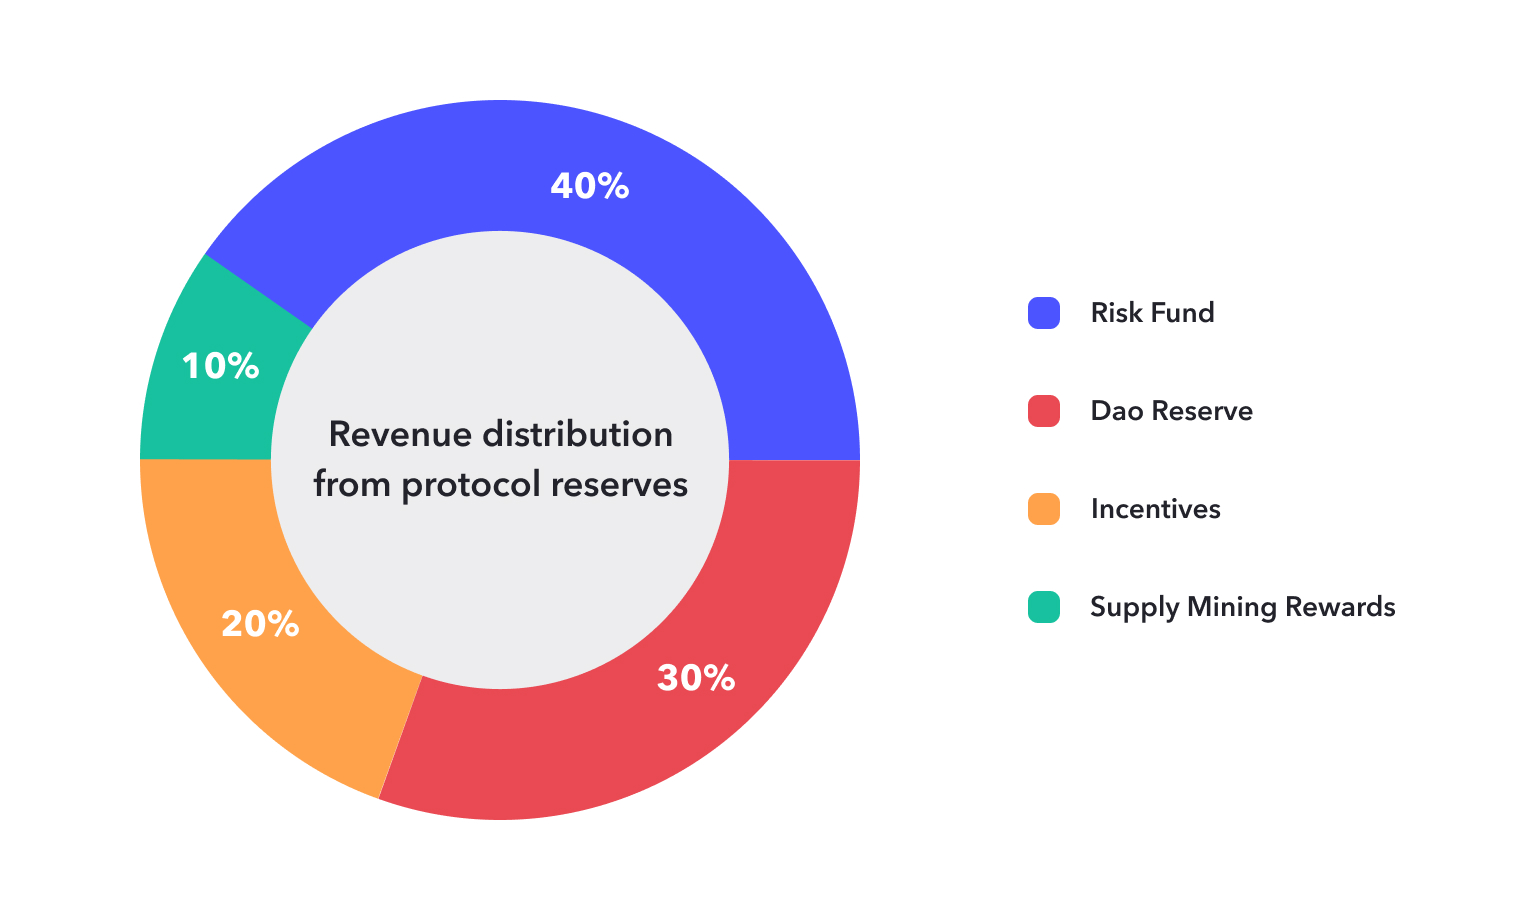 40%
10%
Revenue distribution
from protocol reserves
20%
30%
Risk Fund
Dao Reserve
Incentives
Supply Mining Rewards